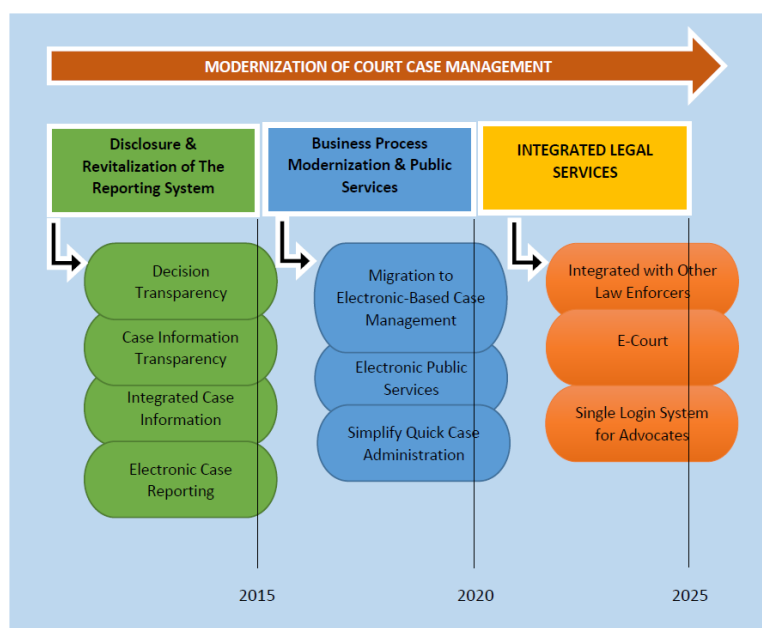 MODERNIZATION OF COURT CASE MANAGEMENT
Disclosure &
Revitalization of The
Reporting System
Business Process
Modernization & Public
Services
INTEGRATED LEGAL
SERVICES
Decision
Transparency
Case Information
Transparency
Integrated Case
Information
Electronic Case
Reporting
Migration to
Electronic-Based Case
Management
Electronic Public
Services
Simplify Quick Case
Administration
Integrated with Other
Law Enforcers
E-Court
Single Login System
for Advocates
2015
2020
2025